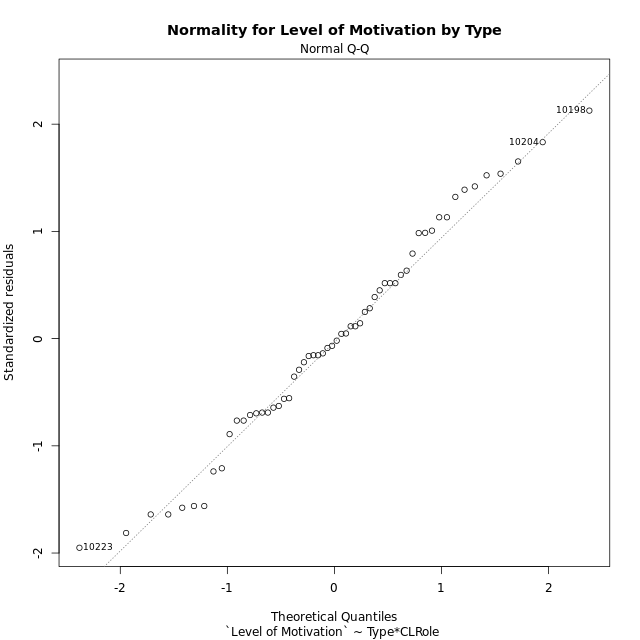 Normality for Level of Motivation by Type
Normal Q-Q
2
1
0
-1
-2
Standardized residuals
10198
10204
10223
-2 -1 0 1 2
Theoretical Quantiles
`Level of Motivation` ~ Type*CLRole